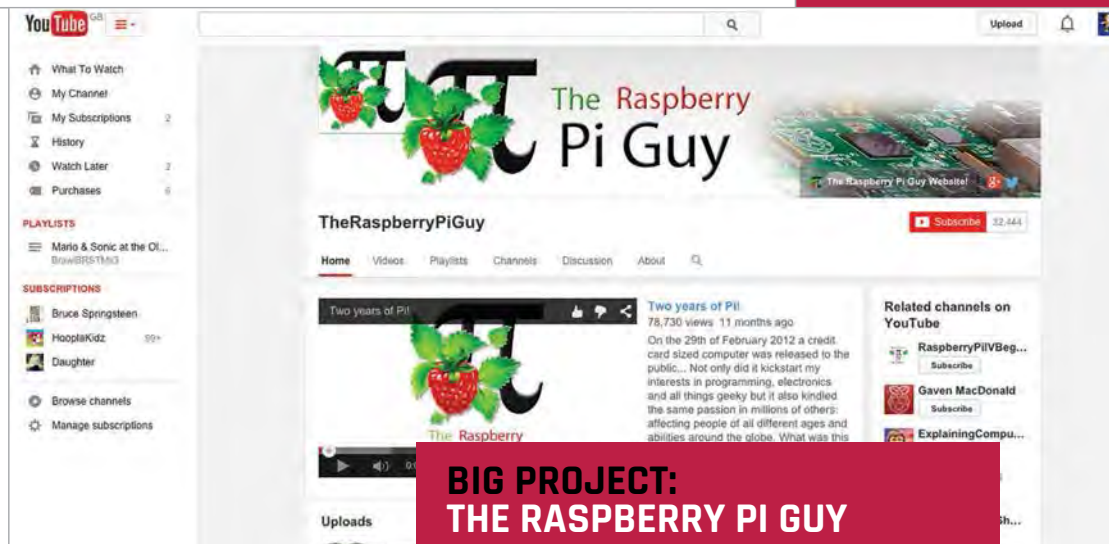 YouTube GB
Upload
What To Watch
My Channel
My Subscriptions 2
History
Watch Later 2
Purchases 6
PLAYLISTS
Mario & Sonic at the Ol...
SUBSCRIPTIONS
Bruce Springsteen
HooplaKidz 99+
Daughter
Browse channels
Manage subscriptions
The Raspberry
Pi Guy
The Raspberry Pi Guy Website!
TheRaspberryPiGuy
Subscribe 32,444
Home Videos Playlists Channels Discussion About
Two years of Pi!
The Raspberry
Two years of Pi!
78,730 views 11 months ago
On the 29th of February 2012 a credit
card sized computer was released to the
public... Not only did it kickstart my
interests in programming, electronics
and all things geeky but it also kindled
the same passion in millions of others:
affecting people of all different ages and
abilities around the globe. What was this
Related channels on
YouTube
RaspberryPiIVBeg...
Subscribe
Gaven MacDonald
Subscribe
ExplainingCompu...
Uploads
BIG PROJECT:
THE RASPBERRY PI GUY